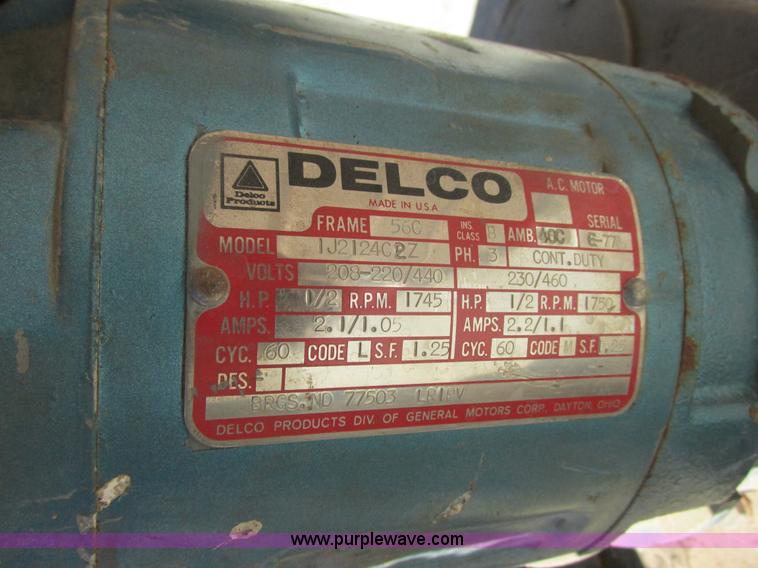 DELCO
Delco
Products
MADE IN U.S.A.
A.C. MOTOR
FRAME 56C INS. CLASS B AMB. 40C SERIAL
MODEL 1J2124C2Z PH. 3 CONT. DUTY
VOLTS 208-220/440 230/460
H.P. 1/2 R.P.M. 1745 H.P. 1/2 R.P.M. 1750
AMPS. 2.1/1.05 AMPS. 2.2/1.1
CYC. 60 CODE L S.F. 1.25 CYC. 60 CODE M S.F.
DES.
BRGS. ND 77503
DELCO PRODUCTS DIV. OF GENERAL MOTORS CORP., DAYTON, OHIO
www.purplewave.com